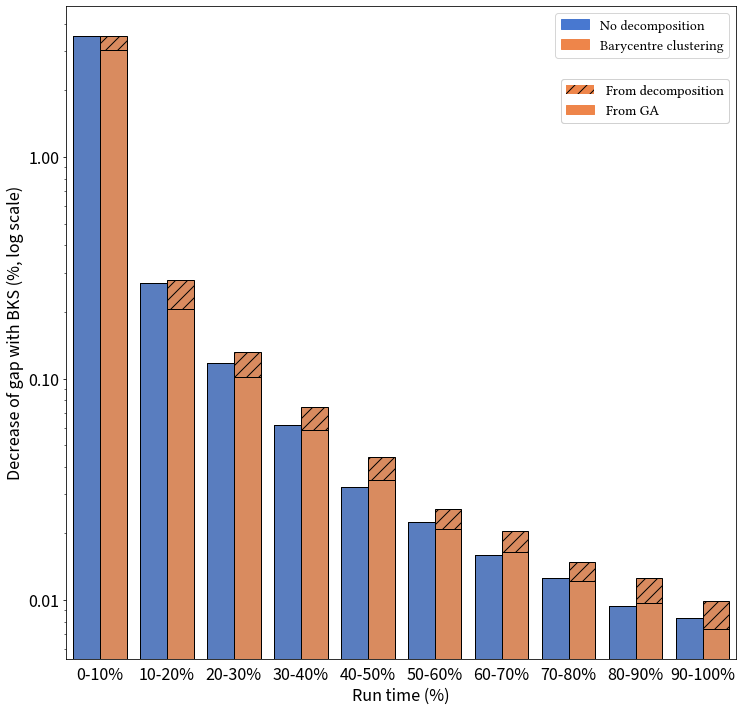 No decomposition
Barycentre clustering
From decomposition
From GA
Decrease of gap with BKS (%, log scale)
1.00
0.10
0.01
0-10% 10-20% 20-30% 30-40% 40-50% 50-60% 60-70% 70-80% 80-90% 90-100%
Run time (%)